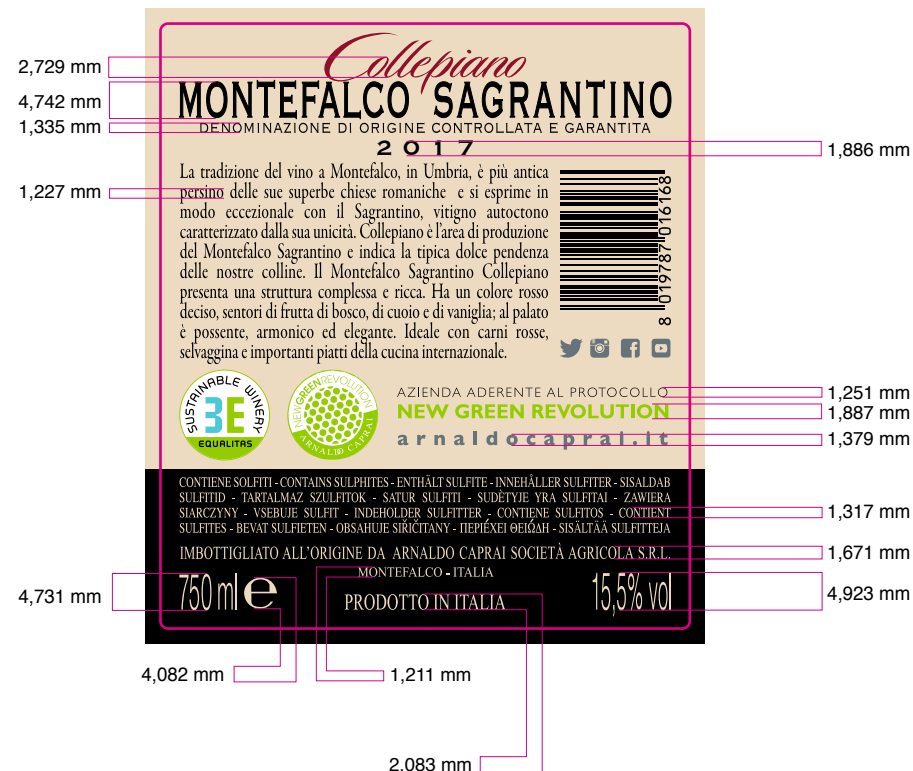 Collepiano
2,729 mm
MONTEFALCO SAGRANTINO
4,742 mm
DENOMINAZIONE DI ORIGINE CONTROLLATA E GARANTITA
1,335 mm
2017
1,886 mm
La tradizione del vino a Montefalco, in Umbria, è più antica
persino delle sue superbe chiese romaniche e si esprime in
1,227 mm
modo eccezionale con il Sagrantino, vitigno autoctono
caratterizzato dalla sua unicità. Collepiano è l'area di produzione
del Montefalco Sagrantino e indica la tipica dolce pendenza
delle nostre colline. Il Montefalco Sagrantino Collepiano
presenta una struttura complessa e ricca. Ha un colore rosso
deciso, sentori di frutta di bosco, di cuoio e di vaniglia; al palato
è possente, armonico ed elegante. Ideale con carni rosse,
selvaggina e importanti piatti della cucina internazionale.
8 019787 016168
SUSTAINABLE WINERY
3E
EQUALITAS
NEWGREENREVOLUTION
ARNALDO CAPRAI
AZIENDA ADERENTE AL PROTOCOLLO
1,251 mm
NEW GREEN REVOLUTION
1,887 mm
arnaldocaprai.it
1,379 mm
CONTIENE SOLFITI - CONTAINS SULPHITES - ENTHÄLT SULFITE - INNEHÅLLER SULFITER - SISALDAB
SULFITID - TARTALMAZ SZULFITOK - SATUR SULFITI - SUDĖTYJE YRA SULFITAI - ZAWIERA
SIARCZYNY - VSEBUJE SULFIT - INDEHOLDER SULFITTER - CONTIENE SULFITOS - CONTIENT
1,317 mm
SULFITES - BEVAT SULFIETEN - OBSAHUJE SIŘIČITANY - ΠΕΡΙΈΧΕΙ ΘΕΙΏΔΗ - SISÄLTÄÄ SULFITTEJA
IMBOTTIGLIATO ALL'ORIGINE DA ARNALDO CAPRAI SOCIETÀ AGRICOLA S.R.L.
1,671 mm
MONTEFALCO - ITALIA
4,731 mm
750 ml e
PRODOTTO IN ITALIA
15,5% vol
4,923 mm
4,082 mm
1,211 mm
2,083 mm